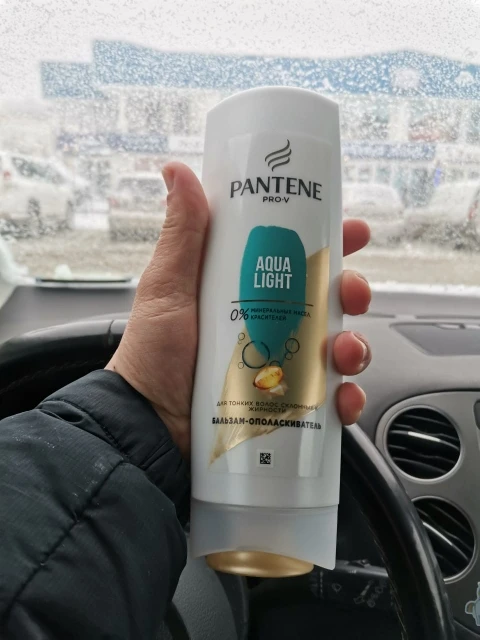 PANTENE
PRO-V
AQUA
LIGHT
0% МИНЕРАЛЬНЫХ МАСЕЛ
КРАСИТЕЛЕЙ
ДЛЯ ТОНКИХ ВОЛОС, СКЛОННЫХ К
ЖИРНОСТИ
БАЛЬЗАМ-ОПОЛАСКИВАТЕЛЬ